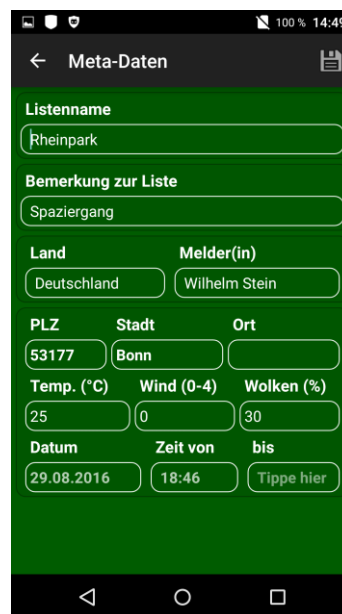 100 % 14:49
Meta-Daten
Listenname
Rheinpark
Bemerkung zur Liste
Spaziergang
Land Melder(in)
Deutschland Wilhelm Stein
PLZ Stadt Ort
53177 Bonn
Temp. (°C) Wind (0-4) Wolken (%)
25 0 30
Datum Zeit von bis
29.08.2016 18:46 Tippe hier